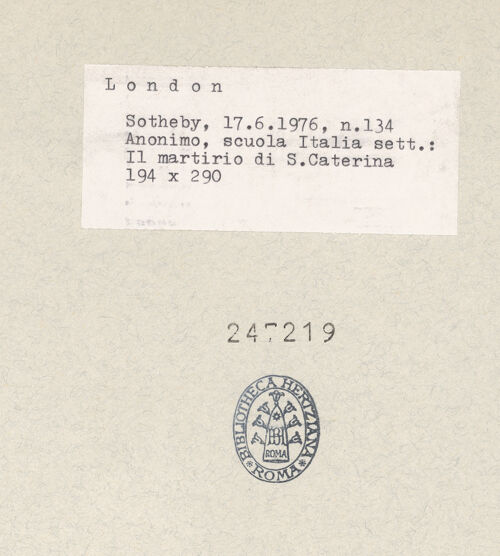 London
Sotheby, 17.6.1976, n.134
Anonimo, scuola Italia sett.:
Il martirio di S.Caterina
194 x 290
247219
BIBLIOTHECA HERTZIANA
ROMA
*ROMA*